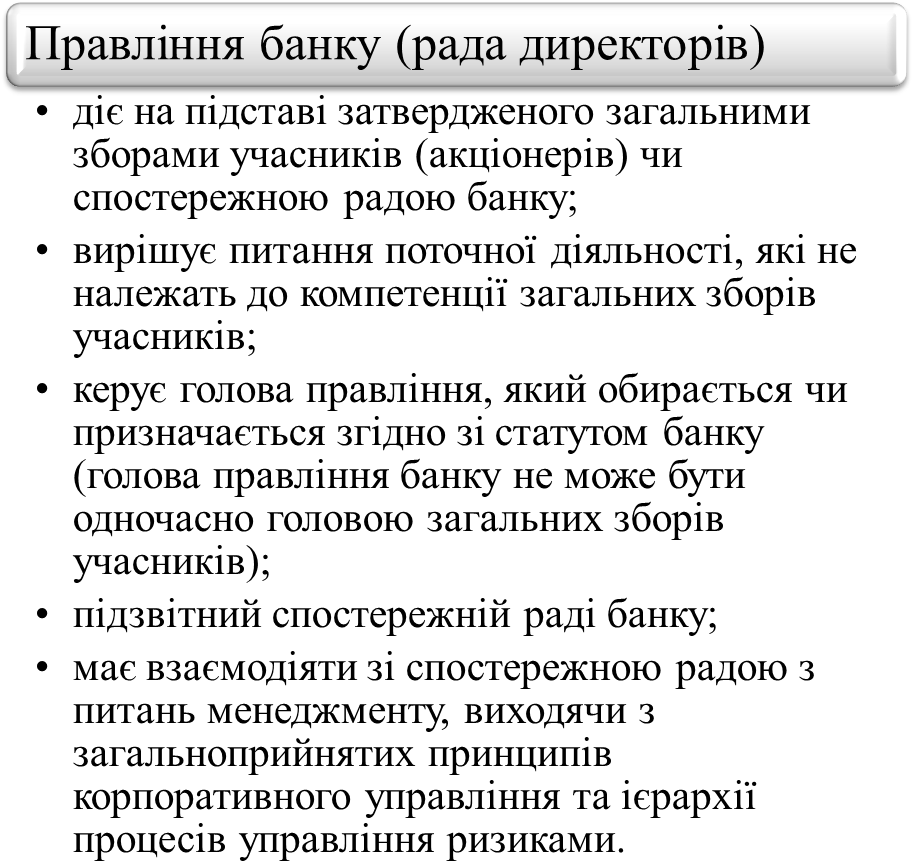 Правління банку (рада директорів)
• діє на підставі затвердженого загальними
зборами учасників (акціонерів) чи
спостережною радою банку;
• вирішує питання поточної діяльності, які не
належать до компетенції загальних зборів
учасників;
• керує голова правління, який обирається чи
призначається згідно зі статутом банку
(голова правління банку не може бути
одночасно головою загальних зборів
учасників);
• підзвітний спостережній раді банку;
• має взаємодіяти зі спостережною радою з
питань менеджменту, виходячи з
загальноприйнятих принципів
корпоративного управління та ієрархії
процесів управління ризиками.